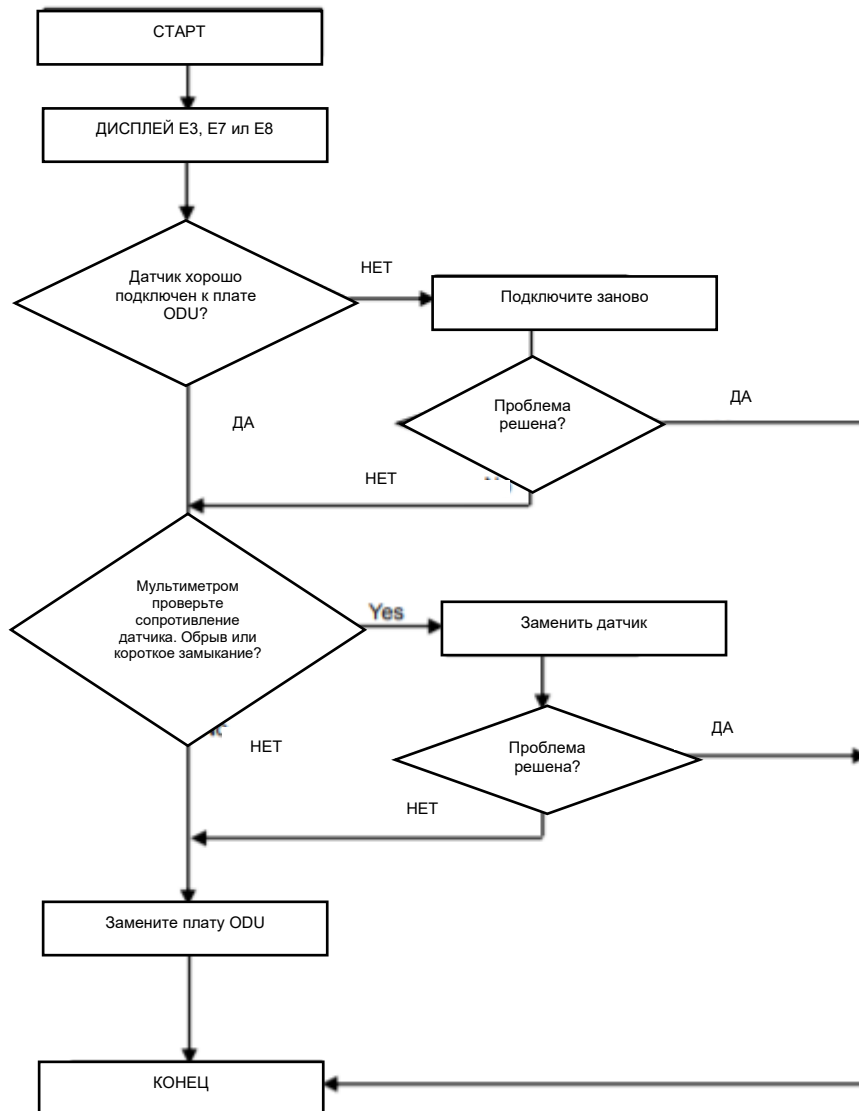 СТАРТ
ДИСПЛЕЙ E3, E7 ил E8
Датчик хорошо
подключен к плате
ODU?
НЕТ
Подключите заново
Проблема
решена?
ДА
ДА
НЕТ
Мультиметром
проверьте
сопротивление
датчика. Обрыв или
короткое замыкание?
Yes
Заменить датчик
НЕТ
Проблема
решена?
ДА
НЕТ
Замените плату ODU
КОНЕЦ